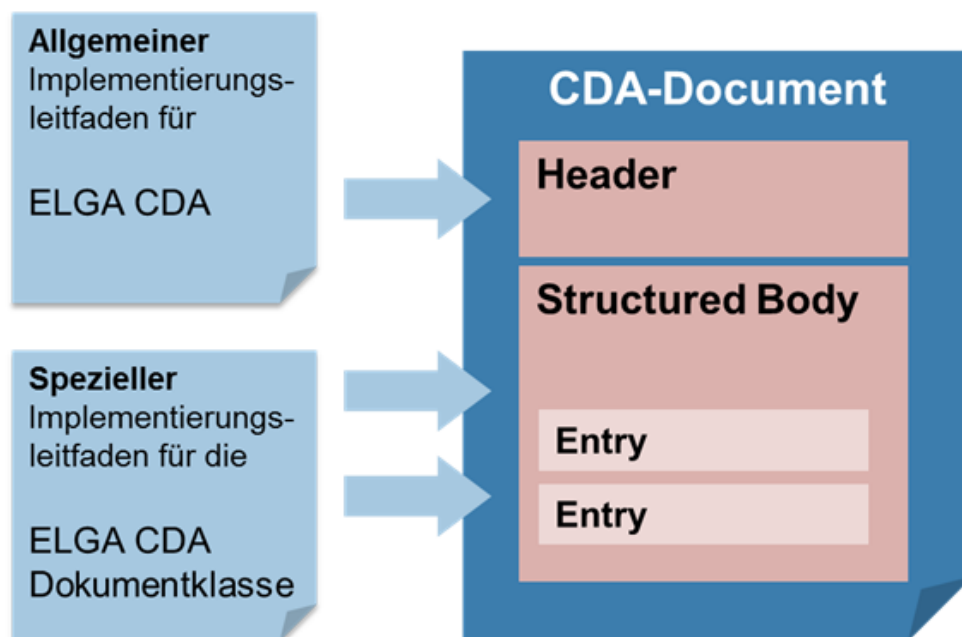 Allgemeiner
Implementierungs-
leitfaden für
ELGA CDA
Spezieller
Implementierungs-
leitfaden für die
ELGA CDA
Dokumentklasse
CDA-Document
Header
Structured Body
Entry
Entry